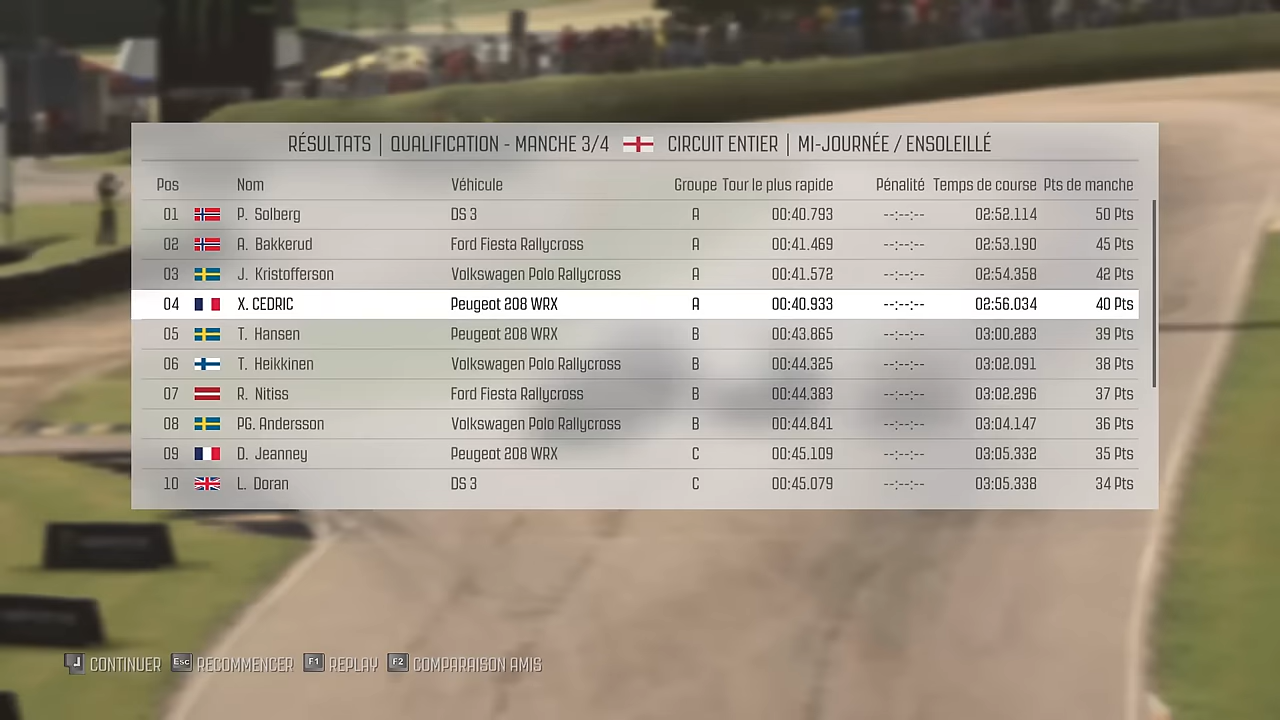 RÉSULTATS | QUALIFICATION - MANCHE 3/4 CIRCUIT ENTIER | MI-JOURNÉE / ENSOLEILLÉ
Pos Nom Véhicule Groupe Tour le plus rapide Pénalité Temps de course Pts de manche
01 P. Solberg DS 3 A 00:40.793 --:--:-- 02:52.114 50 Pts
02 A. Bakkerud Ford Fiesta Rallycross A 00:41.469 --:--:-- 02:53.190 45 Pts
03 J. Kristofferson Volkswagen Polo Rallycross A 00:41.572 --:--:-- 02:54.358 42 Pts
04 X. CEDRIC Peugeot 208 WRX A 00:40.933 --:--:-- 02:56.034 40 Pts
05 T. Hansen Peugeot 208 WRX B 00:43.865 --:--:-- 03:00.283 39 Pts
06 T. Heikkinen Volkswagen Polo Rallycross B 00:44.325 --:--:-- 03:02.091 38 Pts
07 R. Nitiss Ford Fiesta Rallycross B 00:44.383 --:--:-- 03:02.296 37 Pts
08 PG. Andersson Volkswagen Polo Rallycross B 00:44.841 --:--:-- 03:04.147 36 Pts
09 D. Jeanney Peugeot 208 WRX C 00:45.109 --:--:-- 03:05.332 35 Pts
10 L. Doran DS 3 C 00:45.079 --:--:-- 03:05.338 34 Pts
CONTINUER Esc RECOMMENCER F1 REPLAY F2 COMPARAISON AMIS